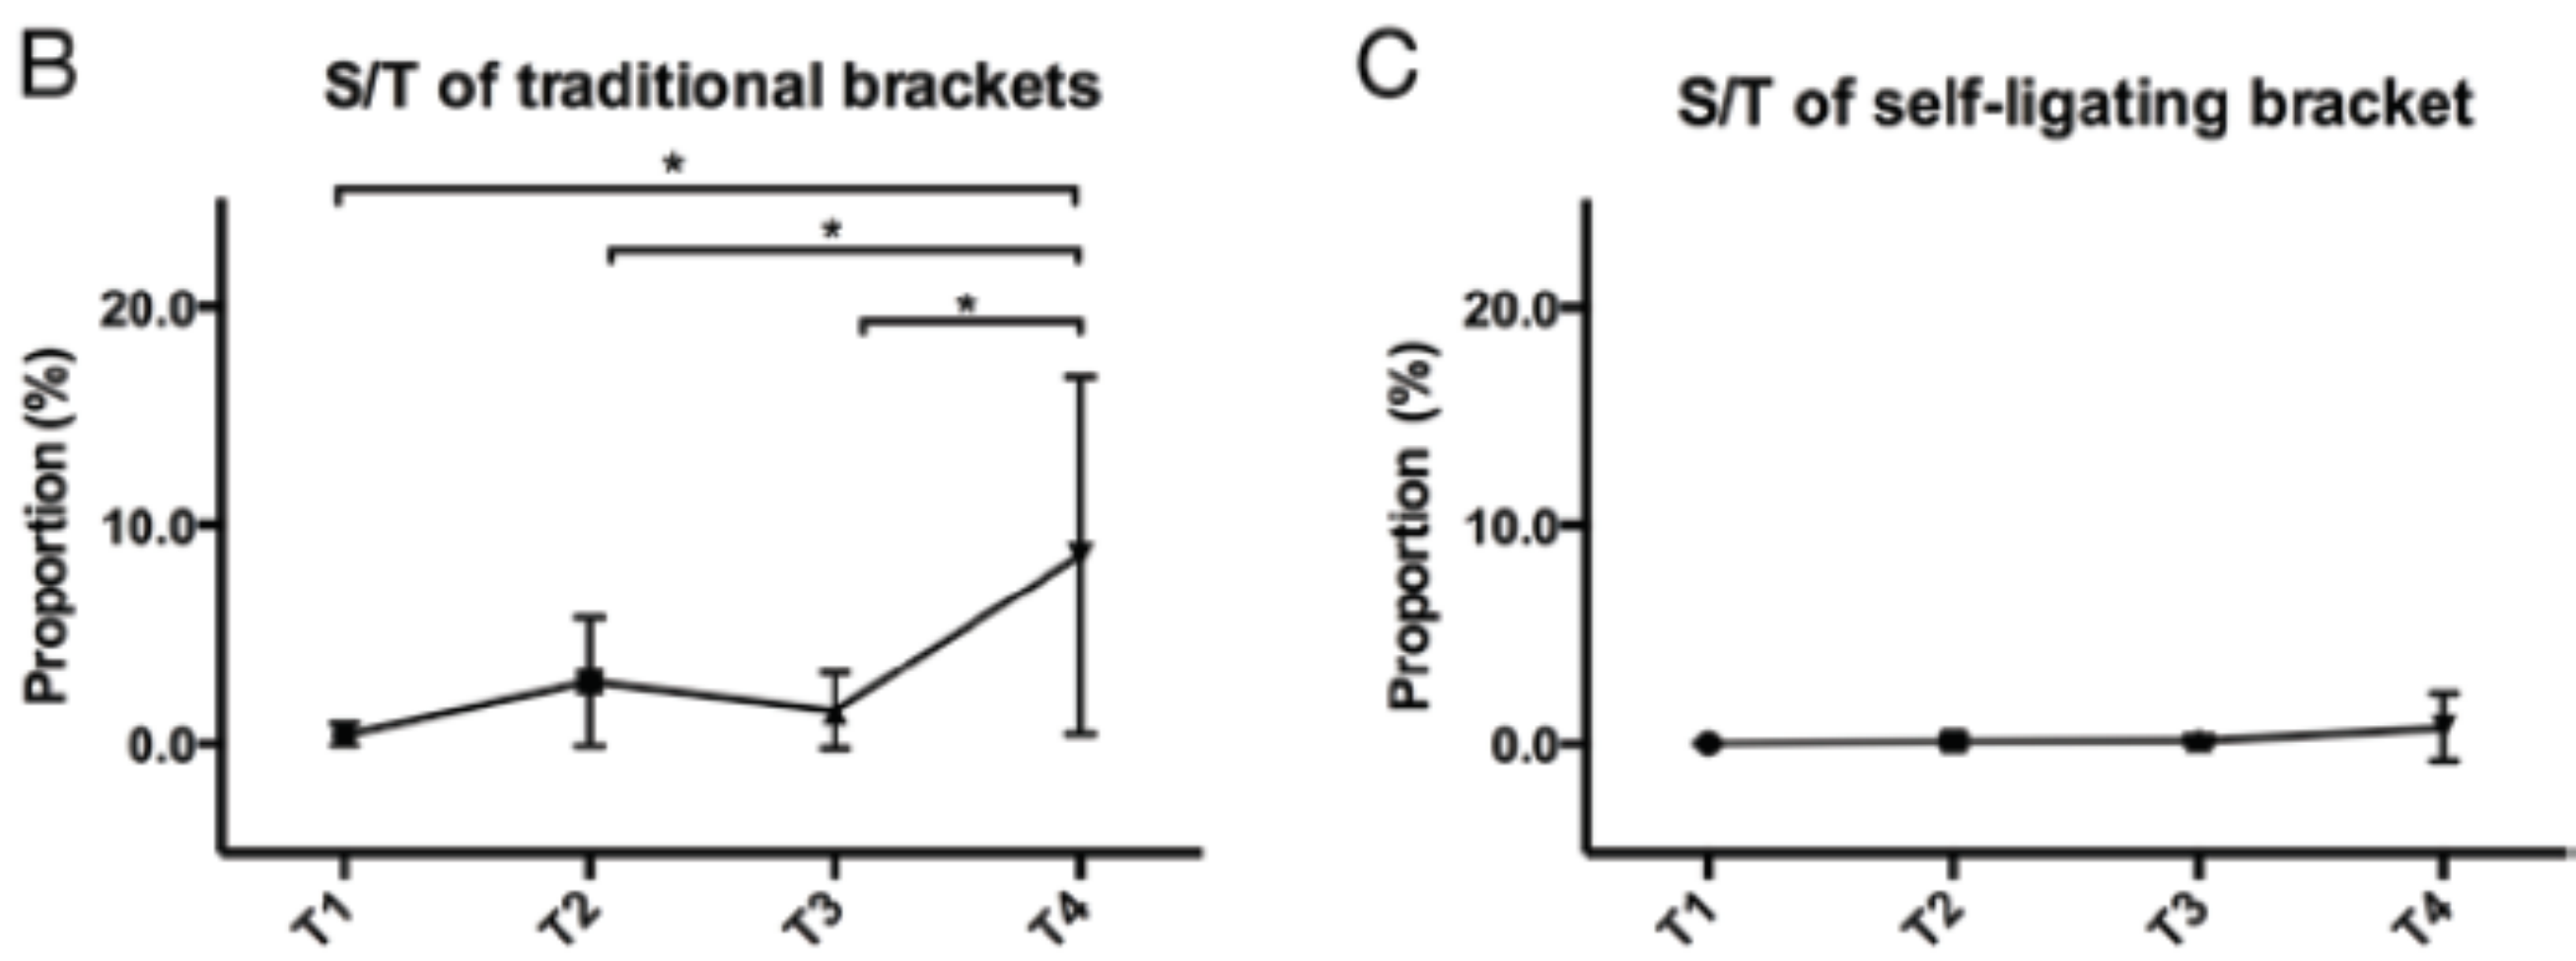 B
S/T of traditional brackets
*
*
*
20.0
10.0
0.0
Proportion (%)
T1 T2 T3 T4
C
S/T of self-ligating bracket
20.0
10.0
0.0
Proportion (%)
T1 T2 T3 T4